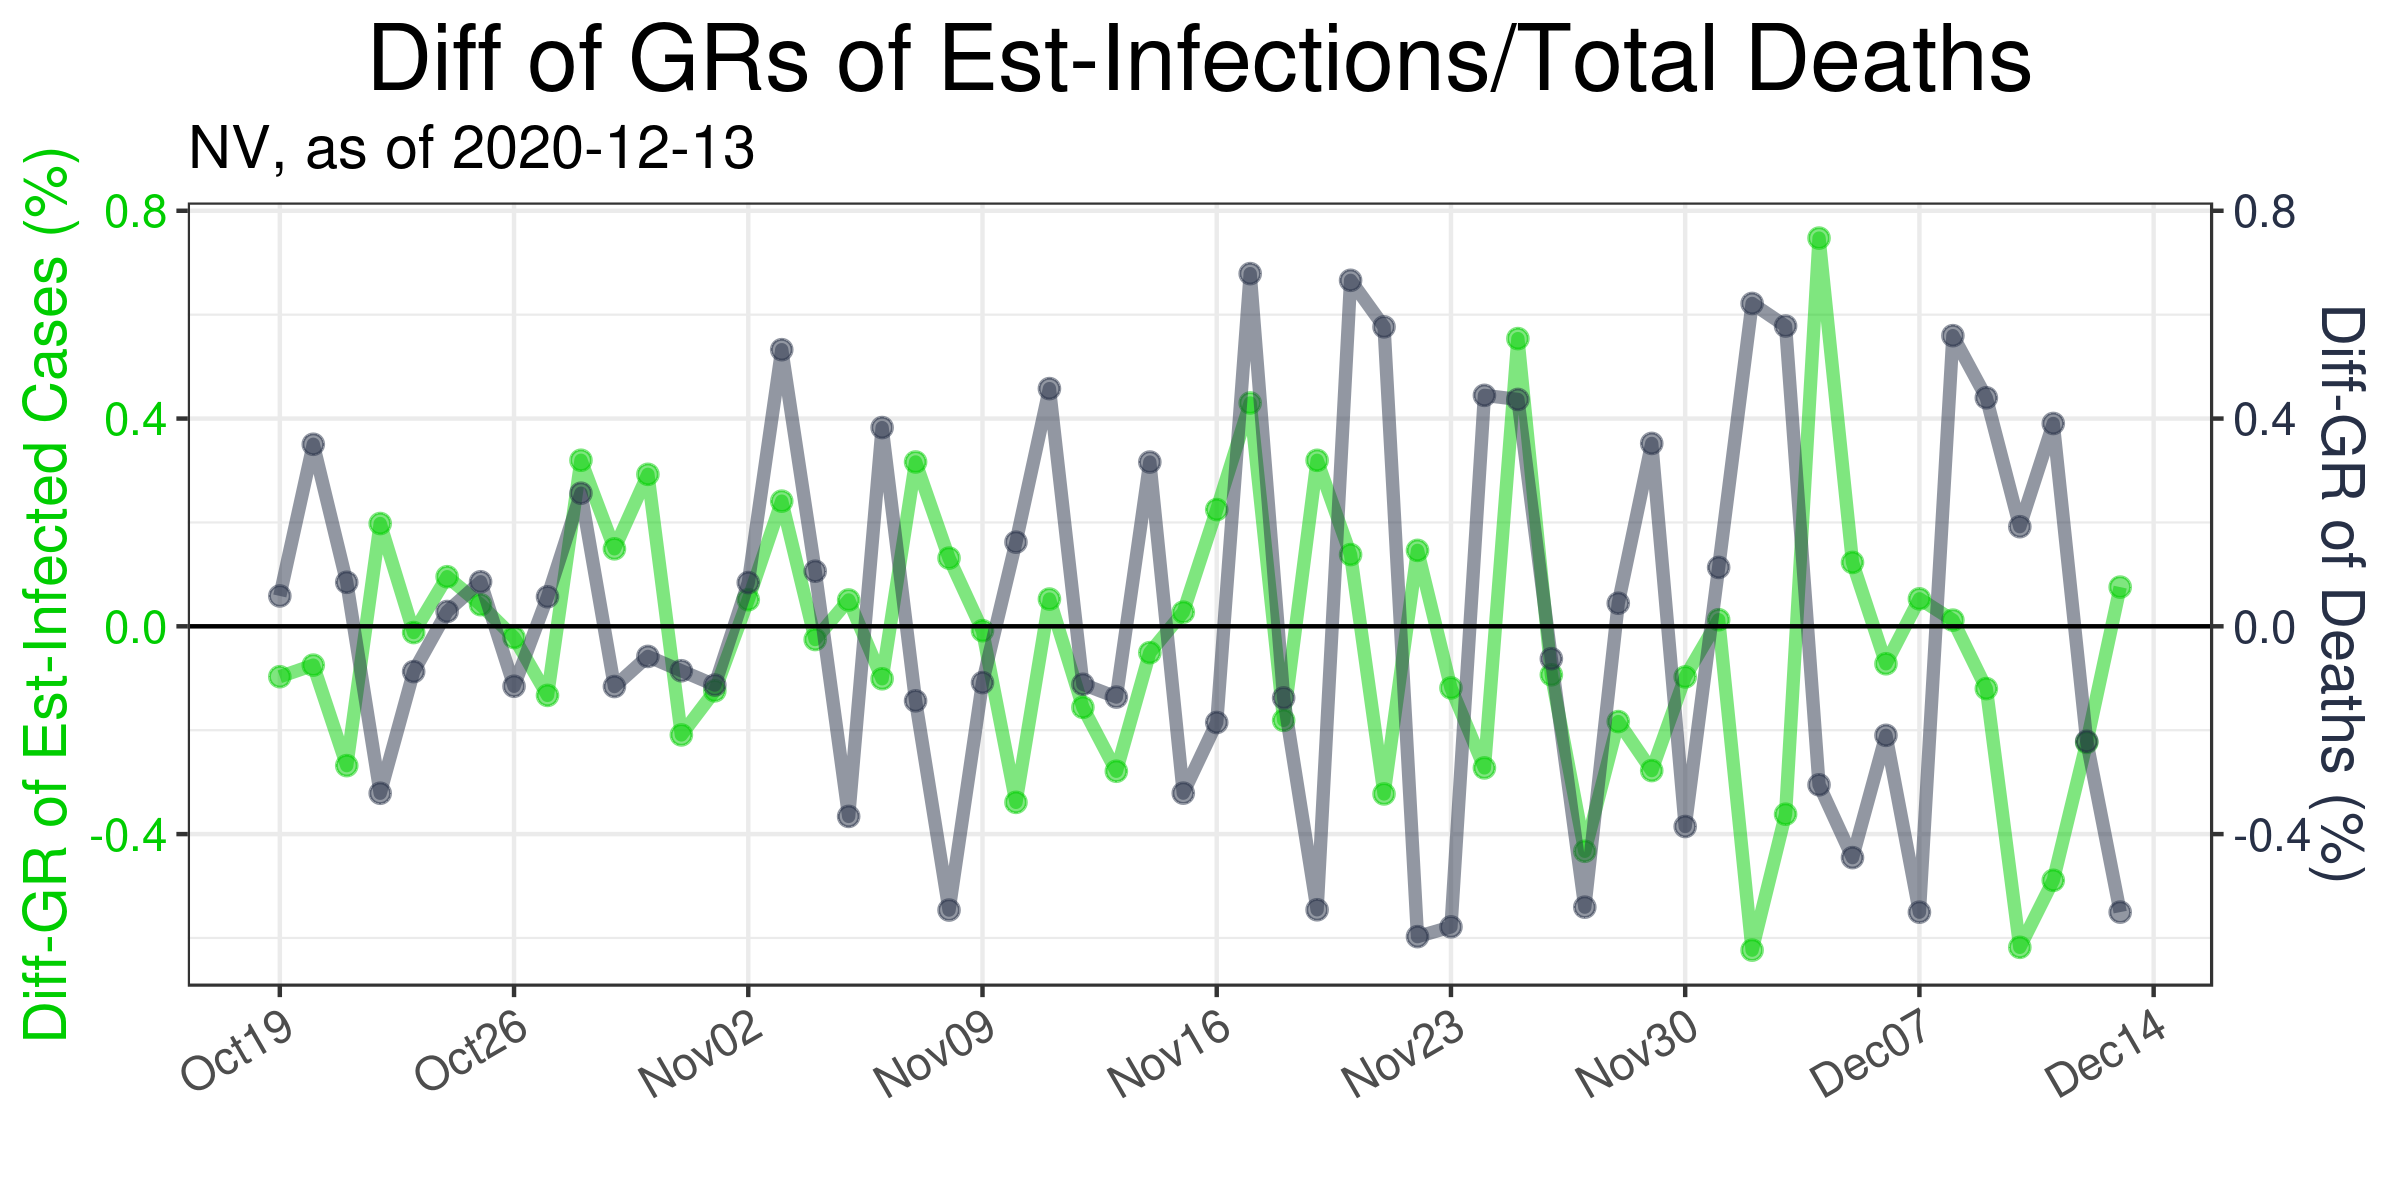 Diff of GRs of Est-Infections/Total Deaths
NV, as of 2020-12-13
Diff-GR of Est-Infected Cases (%)
0.8
0.4
0.0
-0.4
0.8
0.4
0.0
-0.4
Diff-GR of Deaths (%)
Oct19
Oct26
Nov02
Nov09
Nov16
Nov23
Nov30
Dec07
Dec14